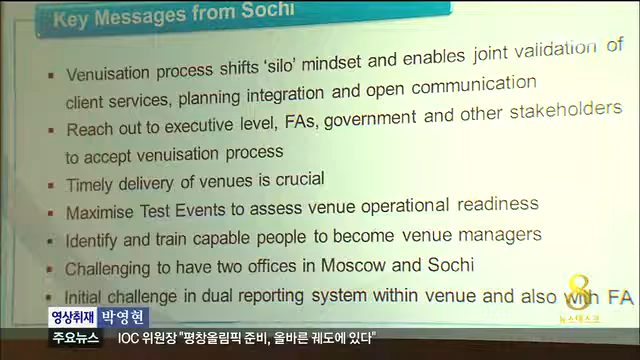 Key Messages from Sochi
▪ Venuisation process shifts ‘silo’ mindset and enables joint validation of
client services, planning integration and open communication
▪ Reach out to executive level, FAs, government and other stakeholders
to accept venuisation process
▪ Timely delivery of venues is crucial
▪ Maximise Test Events to assess venue operational readiness
▪ Identify and train capable people to become venue managers
▪ Challenging to have two offices in Moscow and Sochi
▪ Initial challenge in dual reporting system within venue and also with FA
8
뉴스데스크
영상취재 박영현
주요뉴스 IOC 위원장 "평창올림픽 준비, 올바른 궤도에 있다"